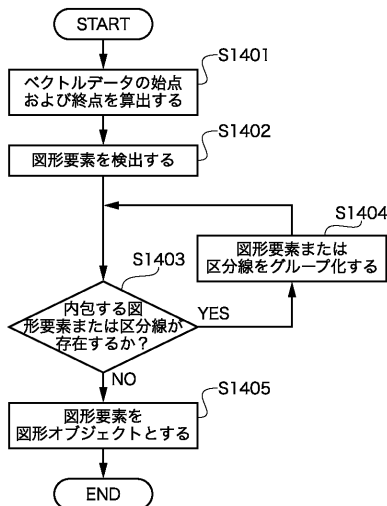 START
S1401
ベクトルデータの始点
および終点を算出する
S1402
図形要素を検出する
S1404
図形要素または
区分線をグループ化する
S1403
内包する図
形要素または区分線が
存在するか？
YES
NO
S1405
図形要素を
図形オブジェクトとする
END